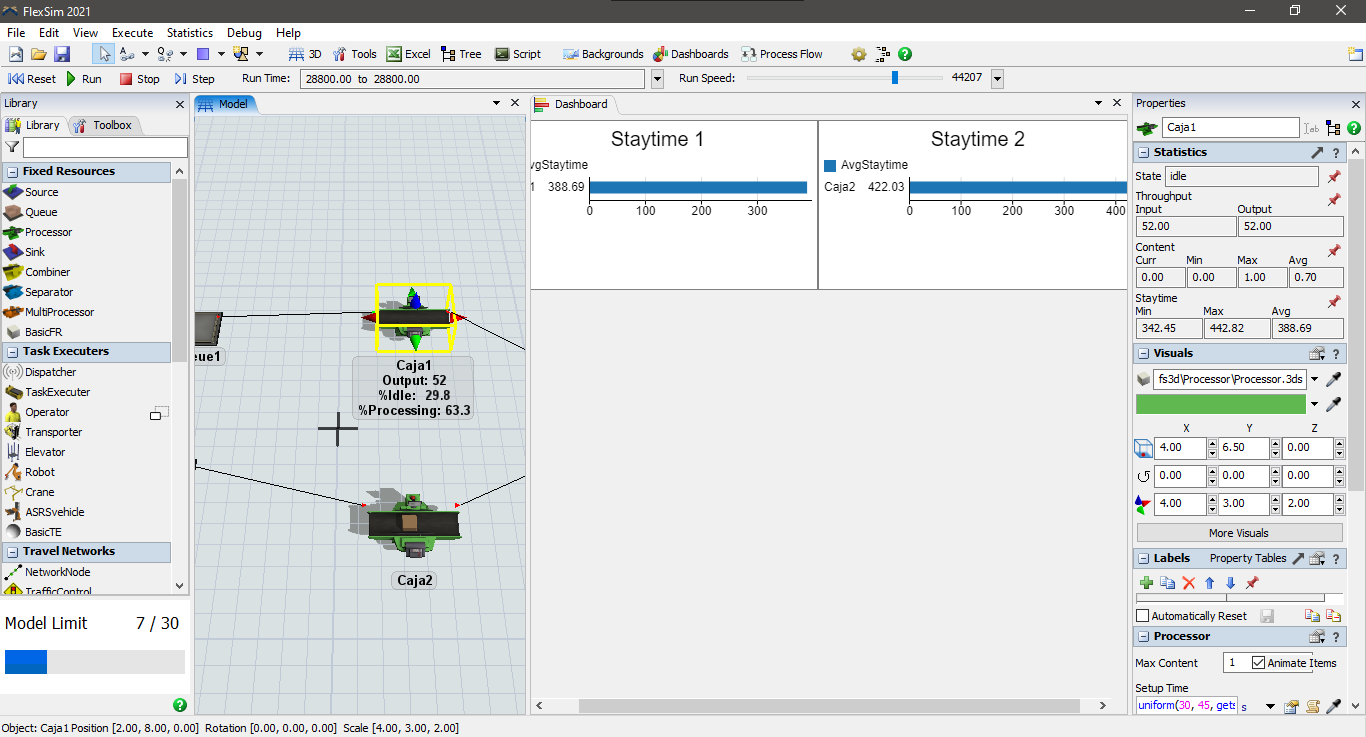 FlexSim 2021
File Edit View Execute Statistics Debug Help
3D Tools Excel Tree Script Backgrounds Dashboards Process Flow
Reset Run Stop Step Run Time: 28800.00 to 28800.00 Run Speed: 44207
Library
Library Toolbox
Fixed Resources
Source
Queue
Processor
Sink
Combiner
Separator
MultiProcessor
BasicFR
Task Executers
Dispatcher
TaskExecuter
Operator
Transporter
Elevator
Robot
Crane
ASRSvehicle
BasicTE
Travel Networks
NetworkNode
TrafficControl
Model Limit 7 / 30
Model
eue1
Caja1
Output: 52
%Idle: 29.8
%Processing: 63.3
Caja2
Dashboard
Staytime 1
vgStaytime
1 388.69
0 100 200 300
Staytime 2
AvgStaytime
Caja2 422.03
0 100 200 300 400
Properties
Caja1
Statistics
State idle
Throughput
Input Output
52.00 52.00
Content
Curr Min Max Avg
0.00 0.00 1.00 0.70
Staytime
Min Max Avg
342.45 442.82 388.69
Visuals
fs3d\Processor\Processor.3ds
X Y Z
4.00 6.50 0.00
0.00 0.00 0.00
4.00 3.00 2.00
More Visuals
Labels Property Tables
Automatically Reset
Processor
Max Content 1 Animate Items
Setup Time
uniform(30, 45, gets s
Object: Caja1 Position [2.00, 8.00, 0.00] Rotation [0.00, 0.00, 0.00] Scale [4.00, 3.00, 2.00]